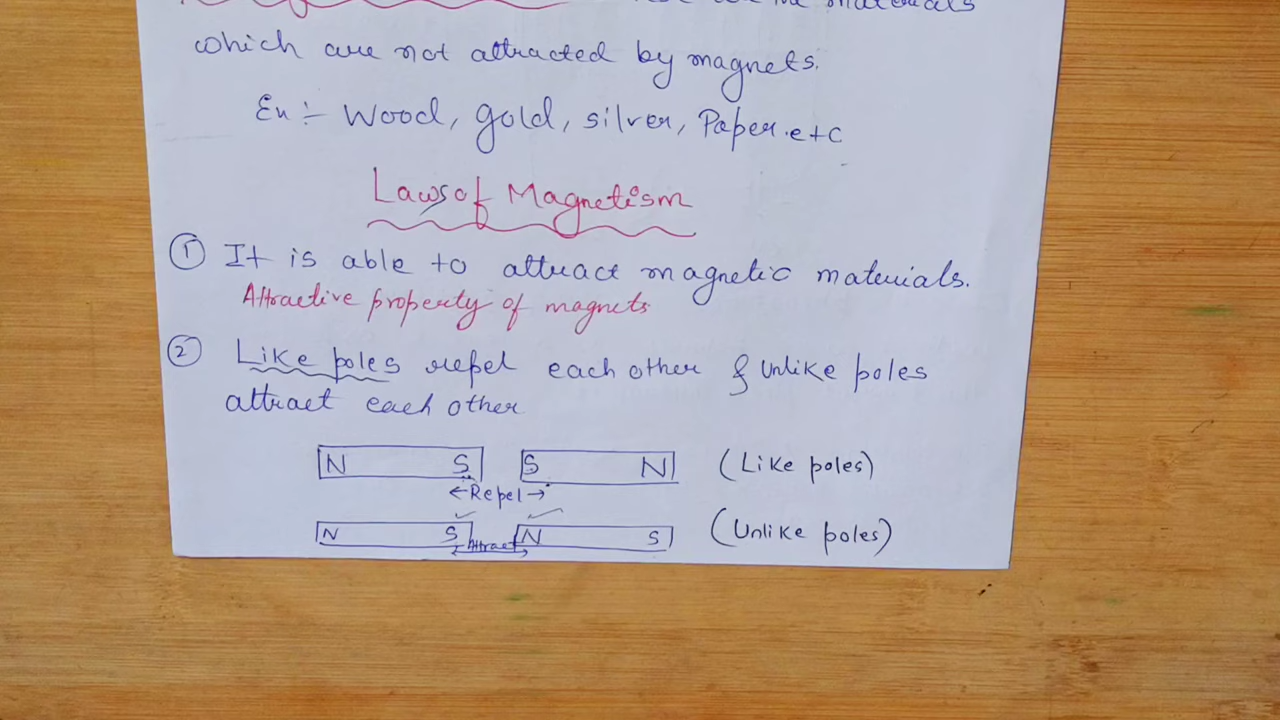 materials
which are not attracted by magnets.
Ex :- Wood, gold, silver, Paper.etc
Laws of Magnetism
① It is able to attract magnetic materials.
Attractive property of magnets
② Like poles repel each other & Unlike poles
attract each other
N S S N (Like poles)
←Repel→
N S N S (Unlike poles)
Attract